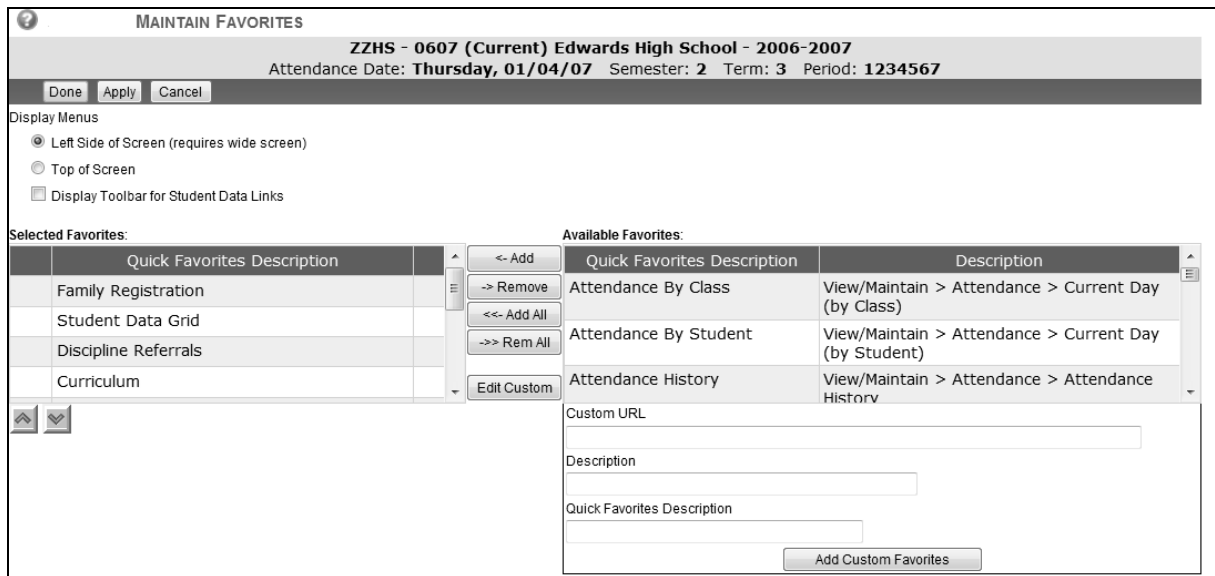 MAINTAIN FAVORITES
ZZHS - 0607 (Current) Edwards High School - 2006-2007
Attendance Date: Thursday, 01/04/07 Semester: 2 Term: 3 Period: 1234567
Done Apply Cancel
Display Menus
Left Side of Screen (requires wide screen)
Top of Screen
Display Toolbar for Student Data Links
Selected Favorites:
Quick Favorites Description
Family Registration
Student Data Grid
Discipline Referrals
Curriculum
<- Add
-> Remove
<<- Add All
->> Rem All
Edit Custom
Available Favorites:
Quick Favorites Description Description
Attendance By Class View/Maintain > Attendance > Current Day
(by Class)
Attendance By Student View/Maintain > Attendance > Current Day
(by Student)
Attendance History View/Maintain > Attendance > Attendance
History
Custom URL
Description
Quick Favorites Description
Add Custom Favorites